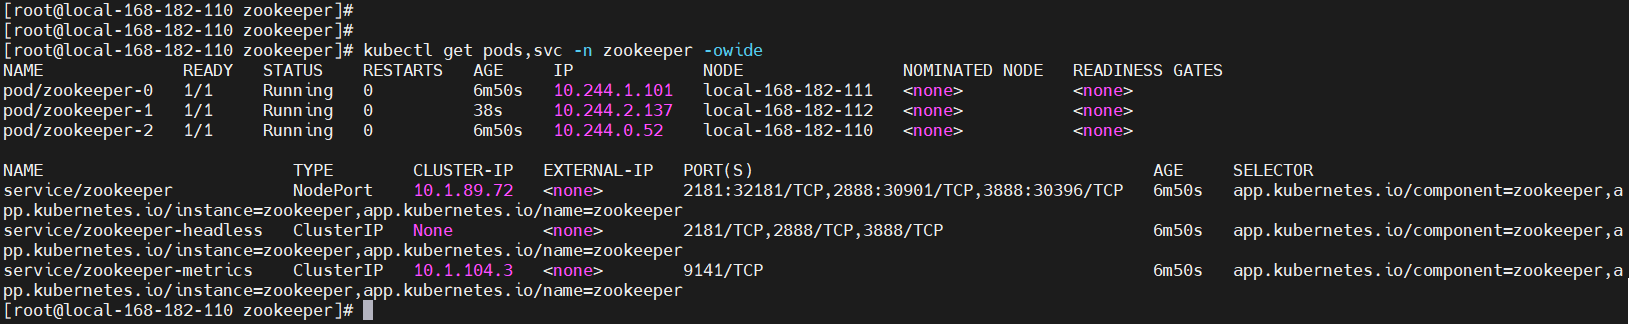 [root@local-168-182-110 zookeeper]#
[root@local-168-182-110 zookeeper]#
[root@local-168-182-110 zookeeper]# kubectl get pods,svc -n zookeeper -owide
NAME              READY   STATUS    RESTARTS   AGE     IP             NODE                NOMINATED NODE   READINESS GATES
pod/zookeeper-0   1/1     Running   0          6m50s   10.244.1.101   local-168-182-111   <none>           <none>
pod/zookeeper-1   1/1     Running   0          38s     10.244.2.137   local-168-182-112   <none>           <none>
pod/zookeeper-2   1/1     Running   0          6m50s   10.244.0.52    local-168-182-110   <none>           <none>

NAME                         TYPE        CLUSTER-IP   EXTERNAL-IP   PORT(S)                                        AGE     SELECTOR
service/zookeeper            NodePort    10.1.89.72   <none>        2181:32181/TCP,2888:30901/TCP,3888:30396/TCP   6m50s   app.kubernetes.io/component=zookeeper,a
pp.kubernetes.io/instance=zookeeper,app.kubernetes.io/name=zookeeper
service/zookeeper-headless   ClusterIP   None         <none>        2181/TCP,2888/TCP,3888/TCP                     6m50s   app.kubernetes.io/component=zookeeper,a
pp.kubernetes.io/instance=zookeeper,app.kubernetes.io/name=zookeeper
service/zookeeper-metrics    ClusterIP   10.1.104.3   <none>        9141/TCP                                       6m50s   app.kubernetes.io/component=zookeeper,a
pp.kubernetes.io/instance=zookeeper,app.kubernetes.io/name=zookeeper
[root@local-168-182-110 zookeeper]#